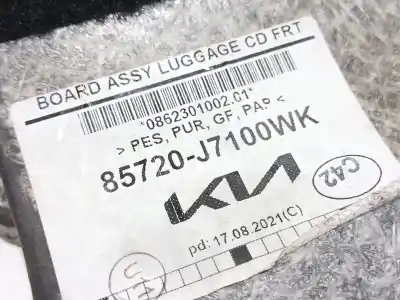 BOARD ASSY LUGGAGE CD FRT
*0862301002.01*
> PES, PUR, GF, PAP <
85720-J7100WK
KIA
CA2
pd: 17.08.2021(C)